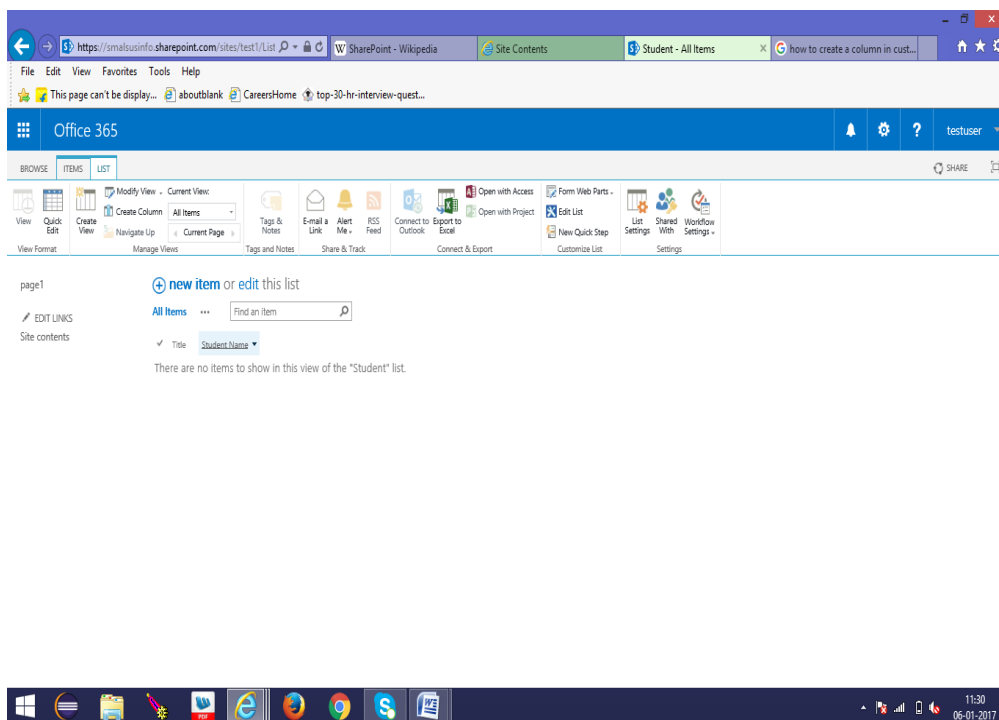 https://smalsusinfo.sharepoint.com/sites/test1/List
W SharePoint - Wikipedia
Site Contents
Student - All Items
G how to create a column in cust...
File Edit View Favorites Tools Help
This page can't be display... aboutblank CareersHome top-30-hr-interview-quest...
Office 365
? testuser
BROWSE ITEMS LIST
SHARE
View
Quick Edit
Create View
Modify View
Create Column
Navigate Up
Current View:
All Items
Current Page
Tags & Notes
E-mail a Link
Alert Me
RSS Feed
Connect to Outlook
Export to Excel
Open with Access
Open with Project
Form Web Parts
Edit List
New Quick Step
List Settings
Shared With
Workflow Settings
View Format
Manage Views
Tags and Notes
Share & Track
Connect & Export
Customize List
Settings
page1
EDIT LINKS
Site contents
new item or edit this list
All Items ... Find an item
Title Student Name
There are no items to show in this view of the "Student" list.
PDF
11:30
06-01-2017